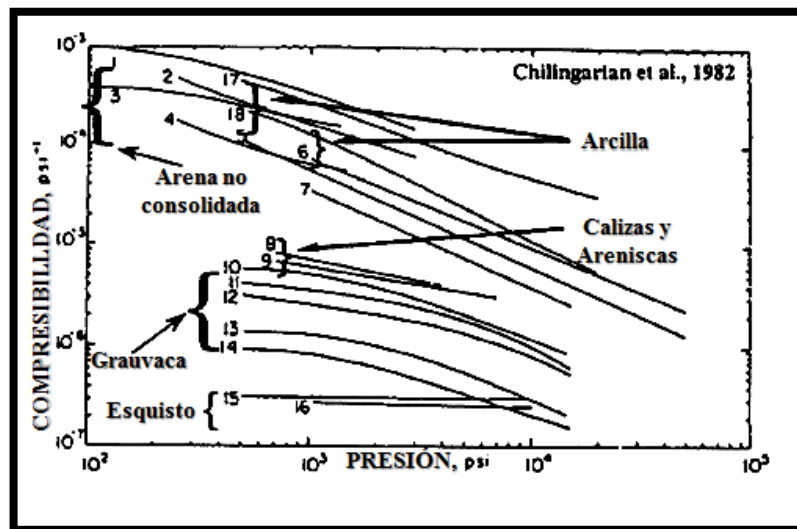 Chilingarian et al., 1982
COMPRESIBILLDAD, psi⁻¹
10⁻³
10⁻⁴
10⁻⁵
10⁻⁶
10⁻⁷
1
2
3
4
17
18
6
7
8
9
10
11
12
13
14
15
16
Arcilla
Arena no
consolidada
Calizas y
Areniscas
Grauvaca
Esquisto
10²
10³
10⁴
10⁵
PRESIÓN, psi